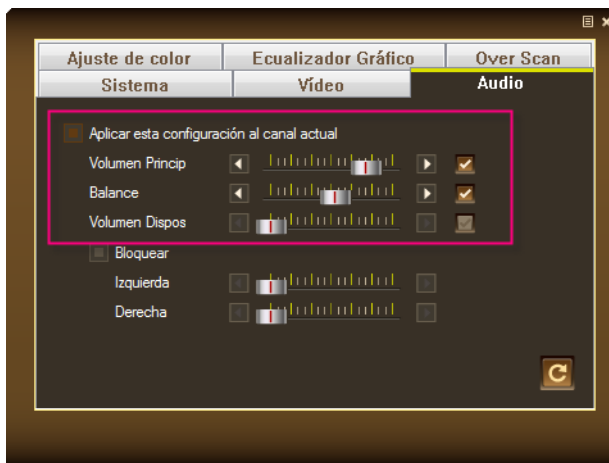 Ajuste de color
Ecualizador Gráfico
Over Scan
Sistema
Vídeo
Audio
Aplicar esta configuración al canal actual
Volumen Princip
Balance
Volumen Dispos
Bloquear
Izquierda
Derecha